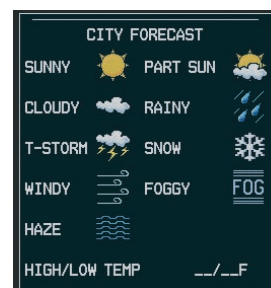 CITY FORECAST
SUNNY PART SUN
CLOUDY RAINY
T-STORM SNOW
WINDY FOGGY FOG
HAZE
HIGH/LOW TEMP __/__F